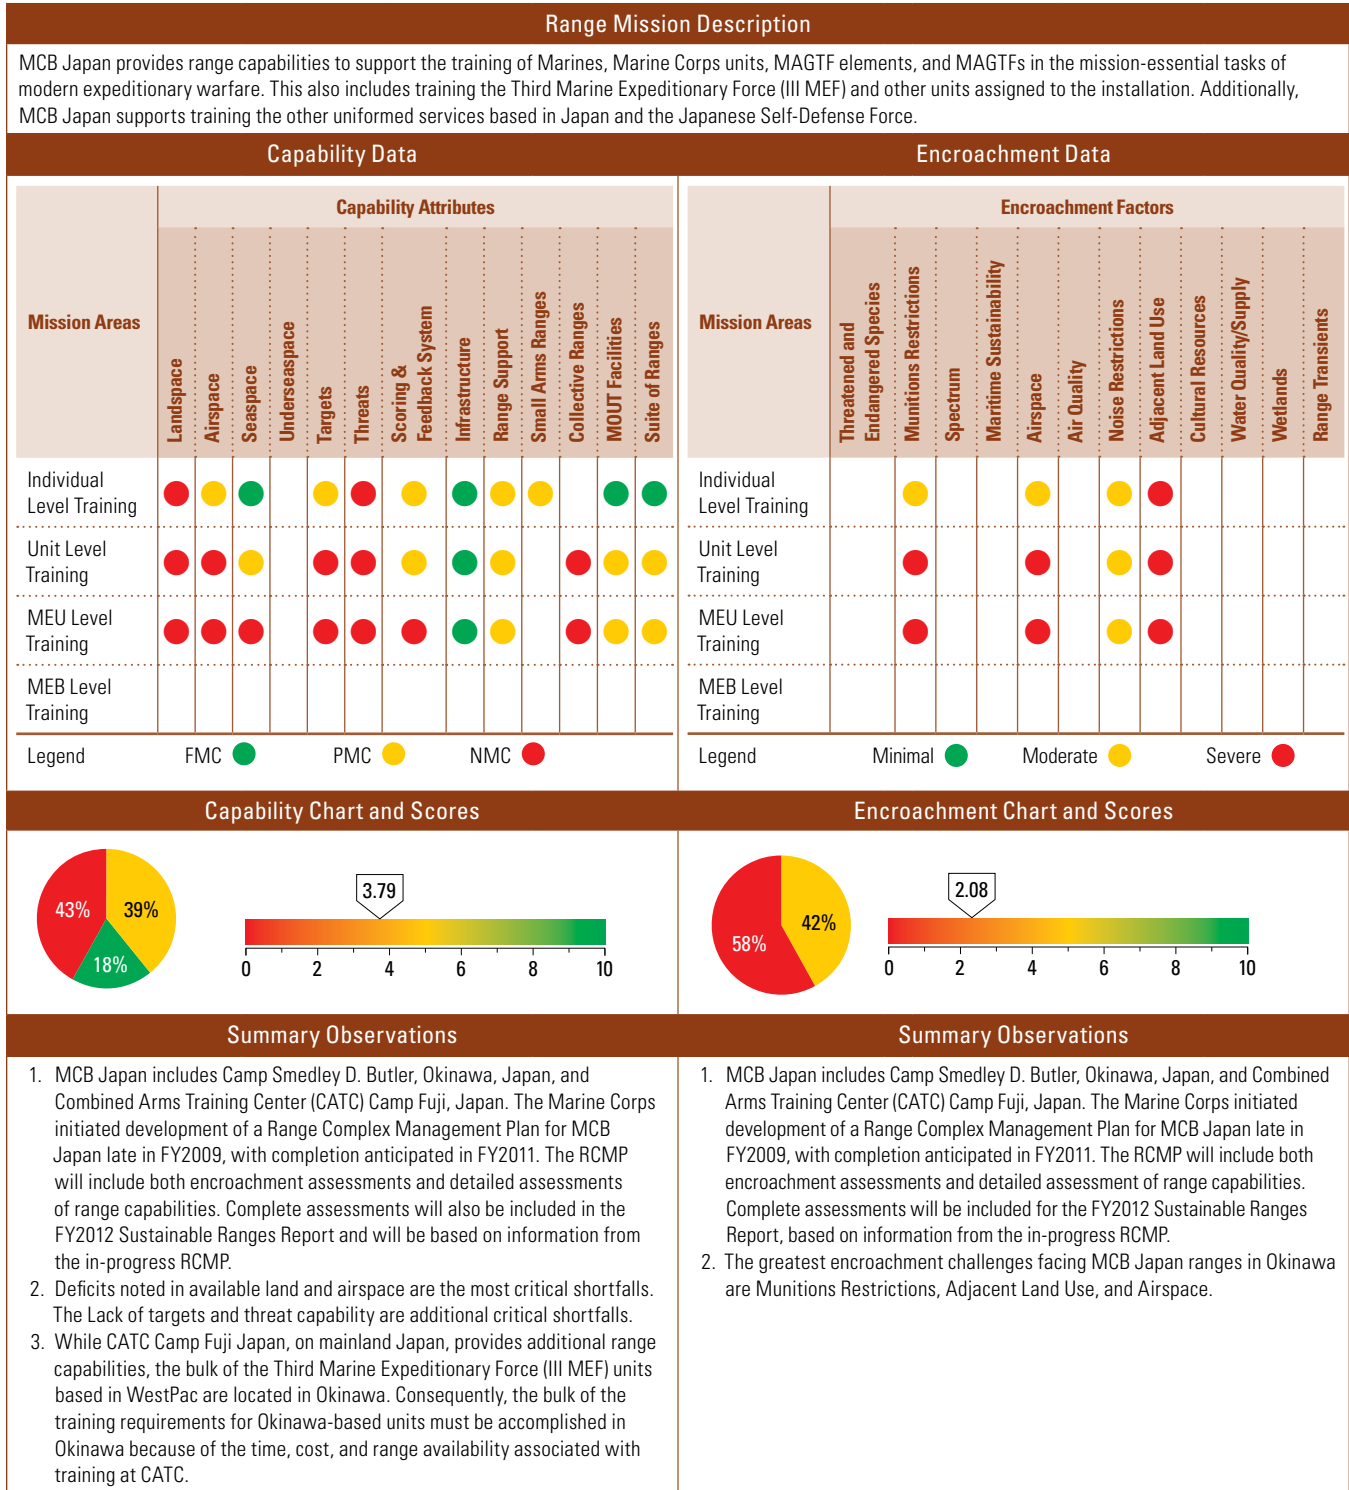 Range Mission Description
MCB Japan provides range capabilities to support the training of Marines, Marine Corps units, MAGTF elements, and MAGTFs in the mission-essential tasks of
modern expeditionary warfare. This also includes training the Third Marine Expeditionary Force (III MEF) and other units assigned to the installation. Additionally,
MCB Japan supports training the other uniformed services based in Japan and the Japanese Self-Defense Force.
Capability Data
Mission Areas
Capability Attributes
Landspace
Airspace
Seaspace
Underseaspace
Targets
Threats
Scoring &
Feedback System
Infrastructure
Range Support
Small Arms Ranges
Collective Ranges
MOUT Facilities
Suite of Ranges
Individual
Level Training
Unit Level
Training
MEU Level
Training
MEB Level
Training
Legend
FMC
PMC
NMC
Encroachment Data
Mission Areas
Encroachment Factors
Threatened and
Endangered Species
Munitions Restrictions
Spectrum
Maritime Sustainability
Airspace
Air Quality
Noise Restrictions
Adjacent Land Use
Cultural Resources
Water Quality/Supply
Wetlands
Range Transients
Individual
Level Training
Unit Level
Training
MEU Level
Training
MEB Level
Training
Legend
Minimal
Moderate
Severe
Capability Chart and Scores
43%
39%
18%
3.79
0 2 4 6 8 10
Encroachment Chart and Scores
58%
42%
2.08
0 2 4 6 8 10
Summary Observations
1. MCB Japan includes Camp Smedley D. Butler, Okinawa, Japan, and
Combined Arms Training Center (CATC) Camp Fuji, Japan. The Marine Corps
initiated development of a Range Complex Management Plan for MCB
Japan late in FY2009, with completion anticipated in FY2011. The RCMP
will include both encroachment assessments and detailed assessments
of range capabilities. Complete assessments will also be included in the
FY2012 Sustainable Ranges Report and will be based on information from
the in-progress RCMP.
2. Deficits noted in available land and airspace are the most critical shortfalls.
The Lack of targets and threat capability are additional critical shortfalls.
3. While CATC Camp Fuji Japan, on mainland Japan, provides additional range
capabilities, the bulk of the Third Marine Expeditionary Force (III MEF) units
based in WestPac are located in Okinawa. Consequently, the bulk of the
training requirements for Okinawa-based units must be accomplished in
Okinawa because of the time, cost, and range availability associated with
training at CATC.
Summary Observations
1. MCB Japan includes Camp Smedley D. Butler, Okinawa, Japan, and Combined
Arms Training Center (CATC) Camp Fuji, Japan. The Marine Corps initiated
development of a Range Complex Management Plan for MCB Japan late in
FY2009, with completion anticipated in FY2011. The RCMP will include both
encroachment assessments and detailed assessment of range capabilities.
Complete assessments will be included for the FY2012 Sustainable Ranges
Report, based on information from the in-progress RCMP.
2. The greatest encroachment challenges facing MCB Japan ranges in Okinawa
are Munitions Restrictions, Adjacent Land Use, and Airspace.